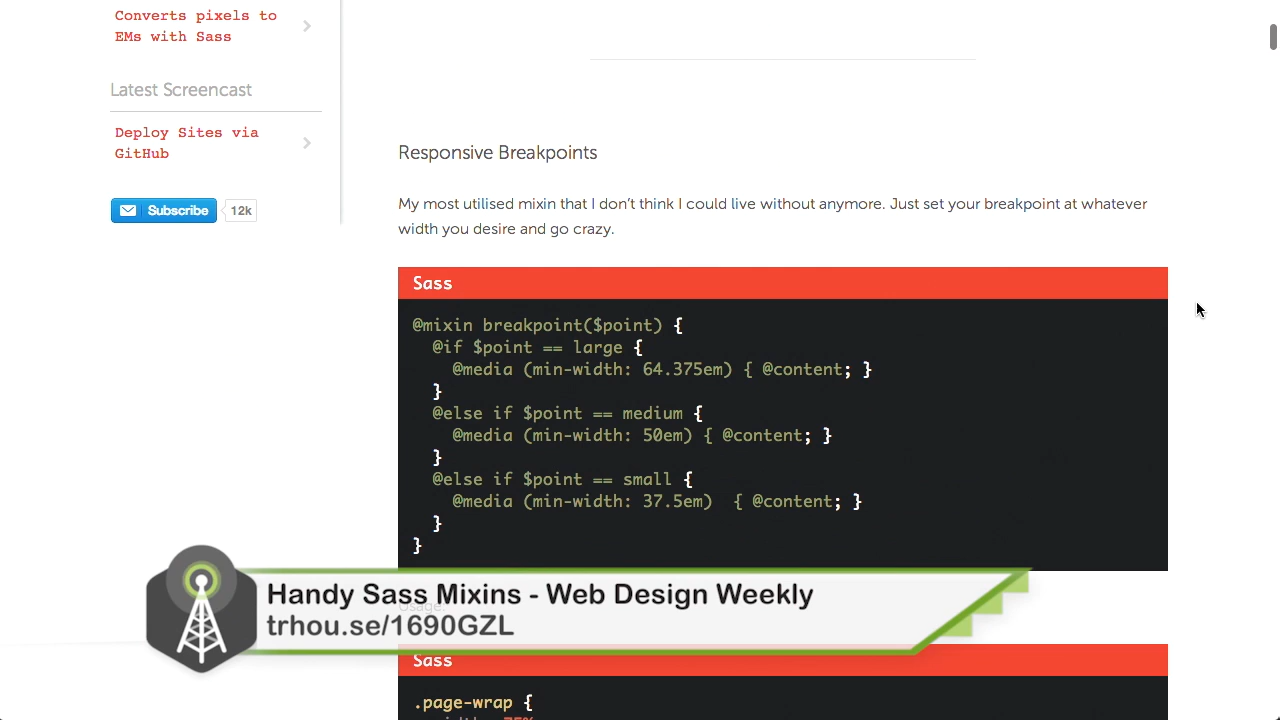 Converts pixels to
EMs with Sass
Latest Screencast
Deploy Sites via
GitHub
Subscribe 12k
Responsive Breakpoints
My most utilised mixin that I don’t think I could live without anymore. Just set your breakpoint at whatever
width you desire and go crazy.
Sass
@mixin breakpoint($point) {
@if $point == large {
@media (min-width: 64.375em) { @content; }
}
@else if $point == medium {
@media (min-width: 50em) { @content; }
}
@else if $point == small {
@media (min-width: 37.5em)  { @content; }
}
}
Usage:
Handy Sass Mixins - Web Design Weekly
trhou.se/1690GZL
Sass
.page-wrap {
width: 75%